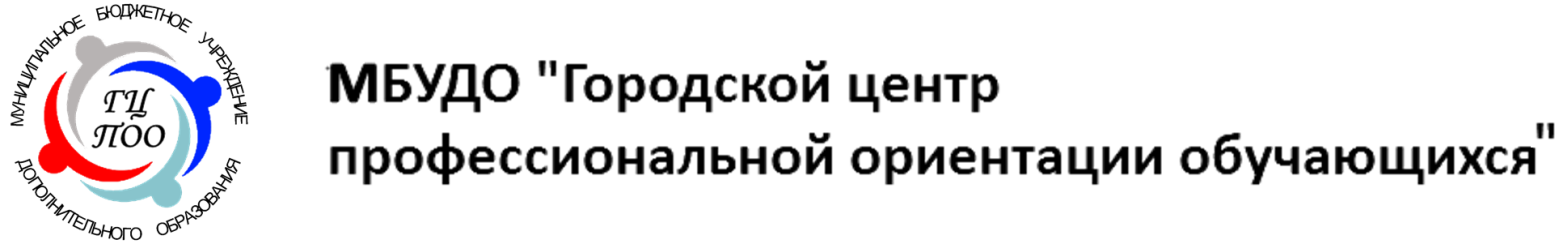 МУНИЦИПАЛЬНОЕ БЮДЖЕТНОЕ УЧРЕЖДЕНИЕ
ДОПОЛНИТЕЛЬНОГО ОБРАЗОВАНИЯ
ГЦ
ПОО
МБУДО "Городской центр
профессиональной ориентации обучающихся"